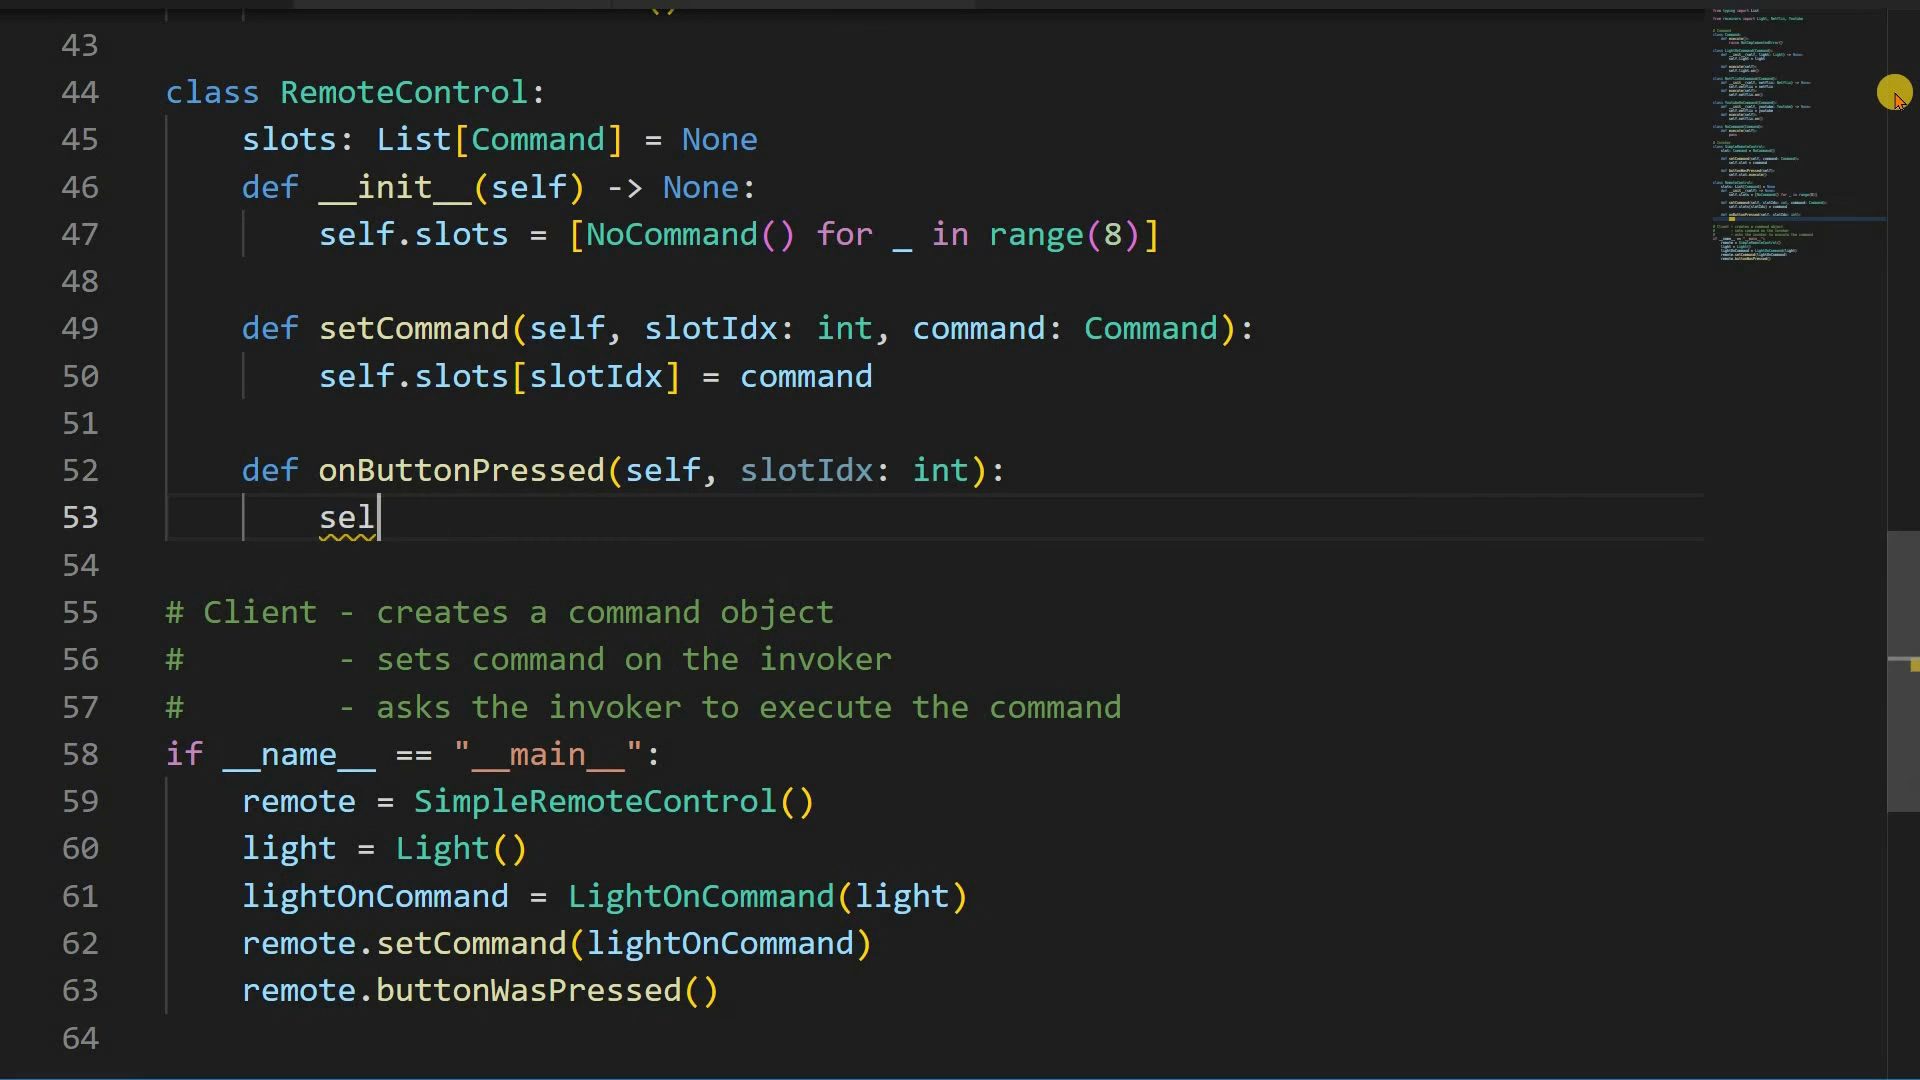 43
44 class RemoteControl:
45 slots: List[Command] = None
46 def __init__(self) -> None:
47 self.slots = [NoCommand() for _ in range(8)]
48
49 def setCommand(self, slotIdx: int, command: Command):
50 self.slots[slotIdx] = command
51
52 def onButtonPressed(self, slotIdx: int):
53 sel
54
55 # Client - creates a command object
56 # - sets command on the invoker
57 # - asks the invoker to execute the command
58 if __name__ == "__main__":
59 remote = SimpleRemoteControl()
60 light = Light()
61 lightOnCommand = LightOnCommand(light)
62 remote.setCommand(lightOnCommand)
63 remote.buttonWasPressed()
64